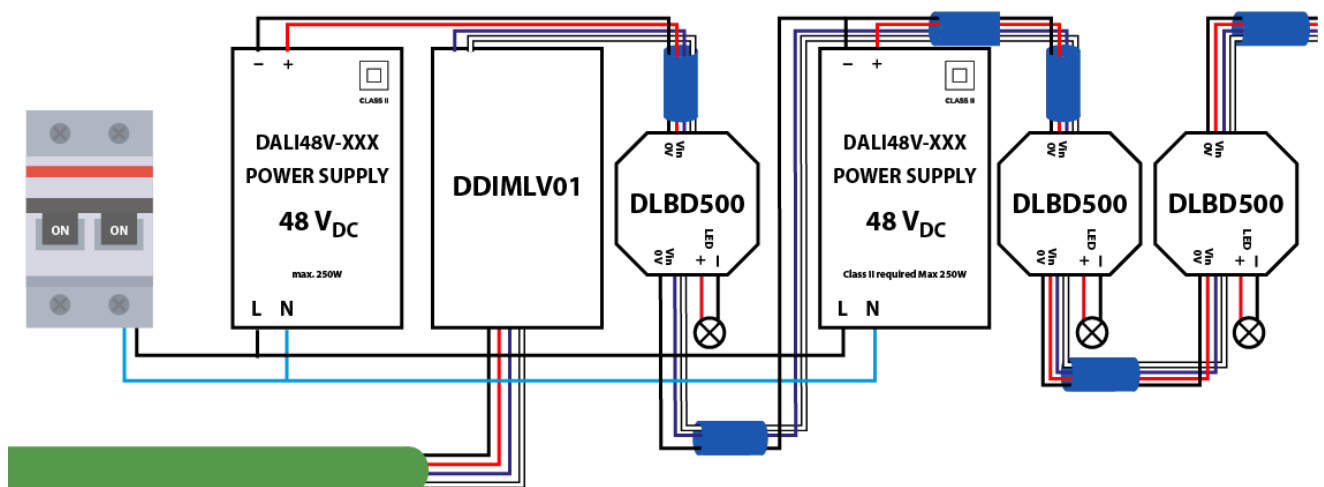 ON
ON
− +
CLASS II
DALI48V-XXX
POWER SUPPLY
48 VDC
max. 250W
L N
DDIMLV01
Vin
0V
DLBD500
LED
Vin
0V
+ −
− +
CLASS II
DALI48V-XXX
POWER SUPPLY
48 VDC
Class II required Max 250W
L N
Vin
0V
DLBD500
LED
Vin
0V
+ −
Vin
0V
DLBD500
LED
Vin
0V
+ −